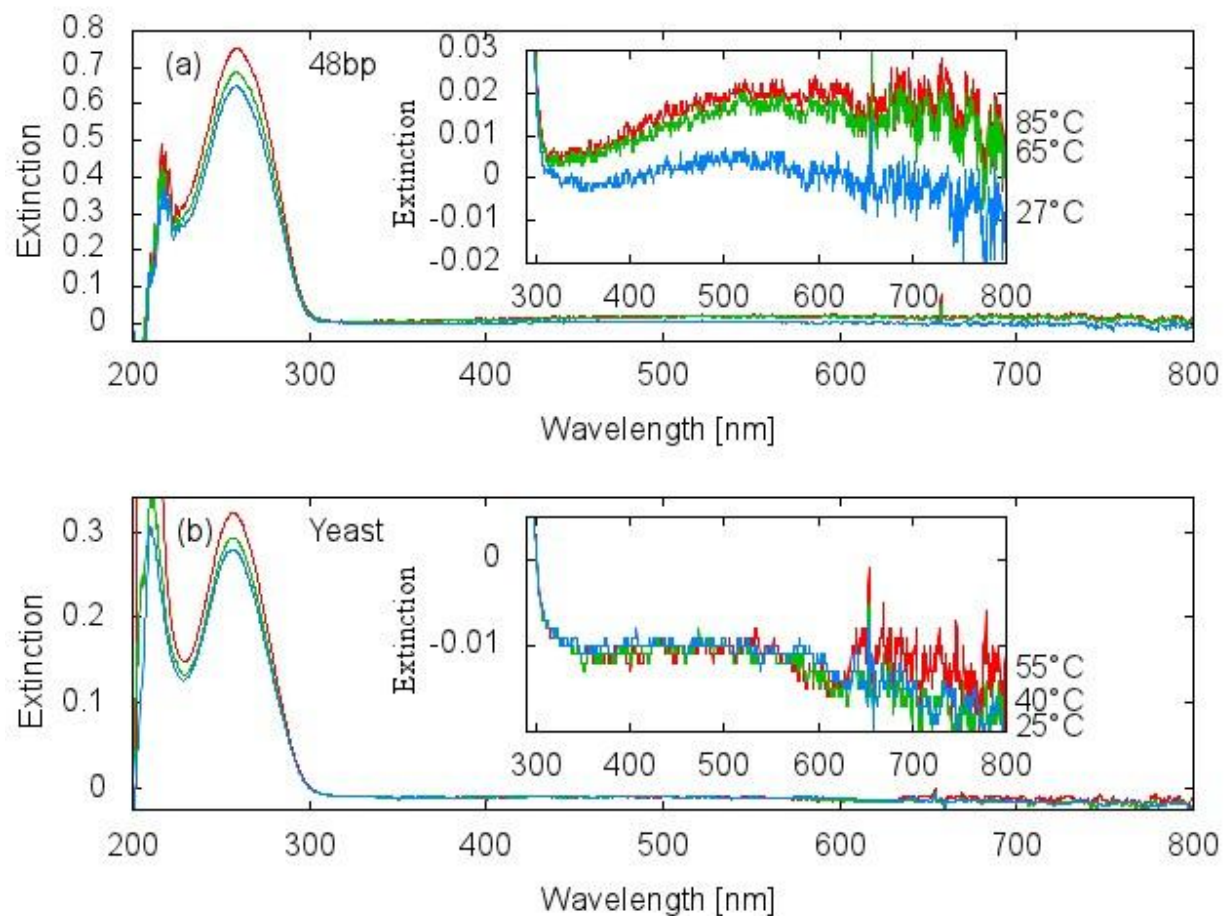 (a) 48bp
Extinction
0.8
0.7
0.6
0.5
0.4
0.3
0.2
0.1
0
200 300 400 500 600 700 800
Wavelength [nm]
Extinction
0.03
0.02
0.01
0
-0.01
-0.02
300 400 500 600 700 800
85°C
65°C
27°C
(b) Yeast
Extinction
0.3
0.2
0.1
0
200 300 400 500 600 700 800
Wavelength [nm]
Extinction
0
-0.01
300 400 500 600 700 800
55°C
40°C
25°C